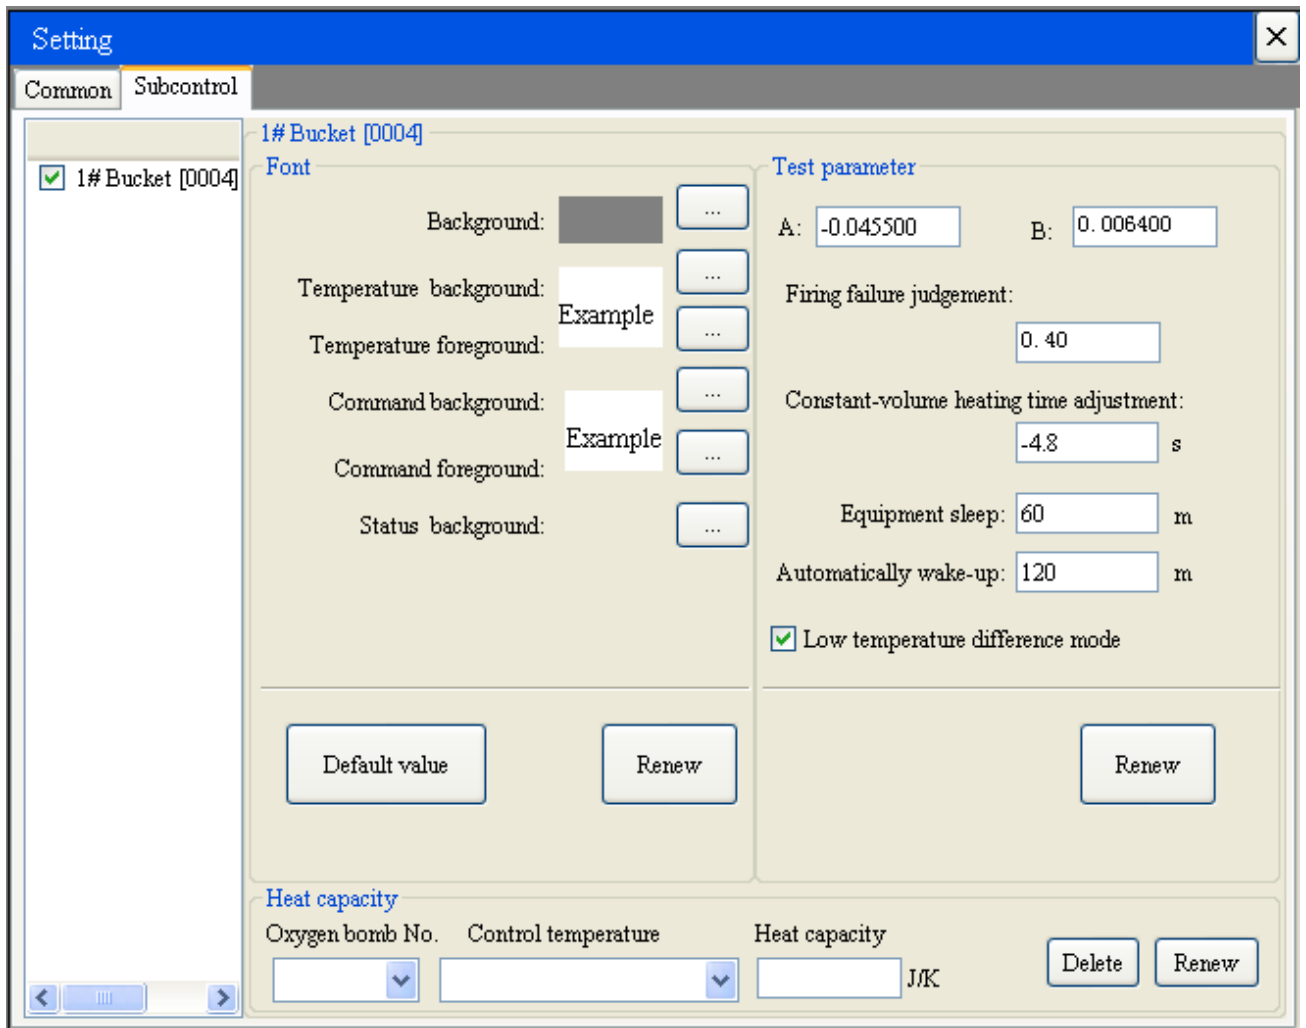 Setting
Common
Subcontrol
1# Bucket [0004]
1# Bucket [0004]
Font
Background:
...
Temperature background:
...
Example
Temperature foreground:
...
Command background:
...
Example
Command foreground:
...
Status background:
...
Default value
Renew
Test parameter
A: -0.045500
B: 0.006400
Firing failure judgement:
0.40
Constant-volume heating time adjustment:
-4.8 s
Equipment sleep: 60 m
Automatically wake-up: 120 m
Low temperature difference mode
Renew
Heat capacity
Oxygen bomb No. Control temperature Heat capacity
J/K
Delete
Renew